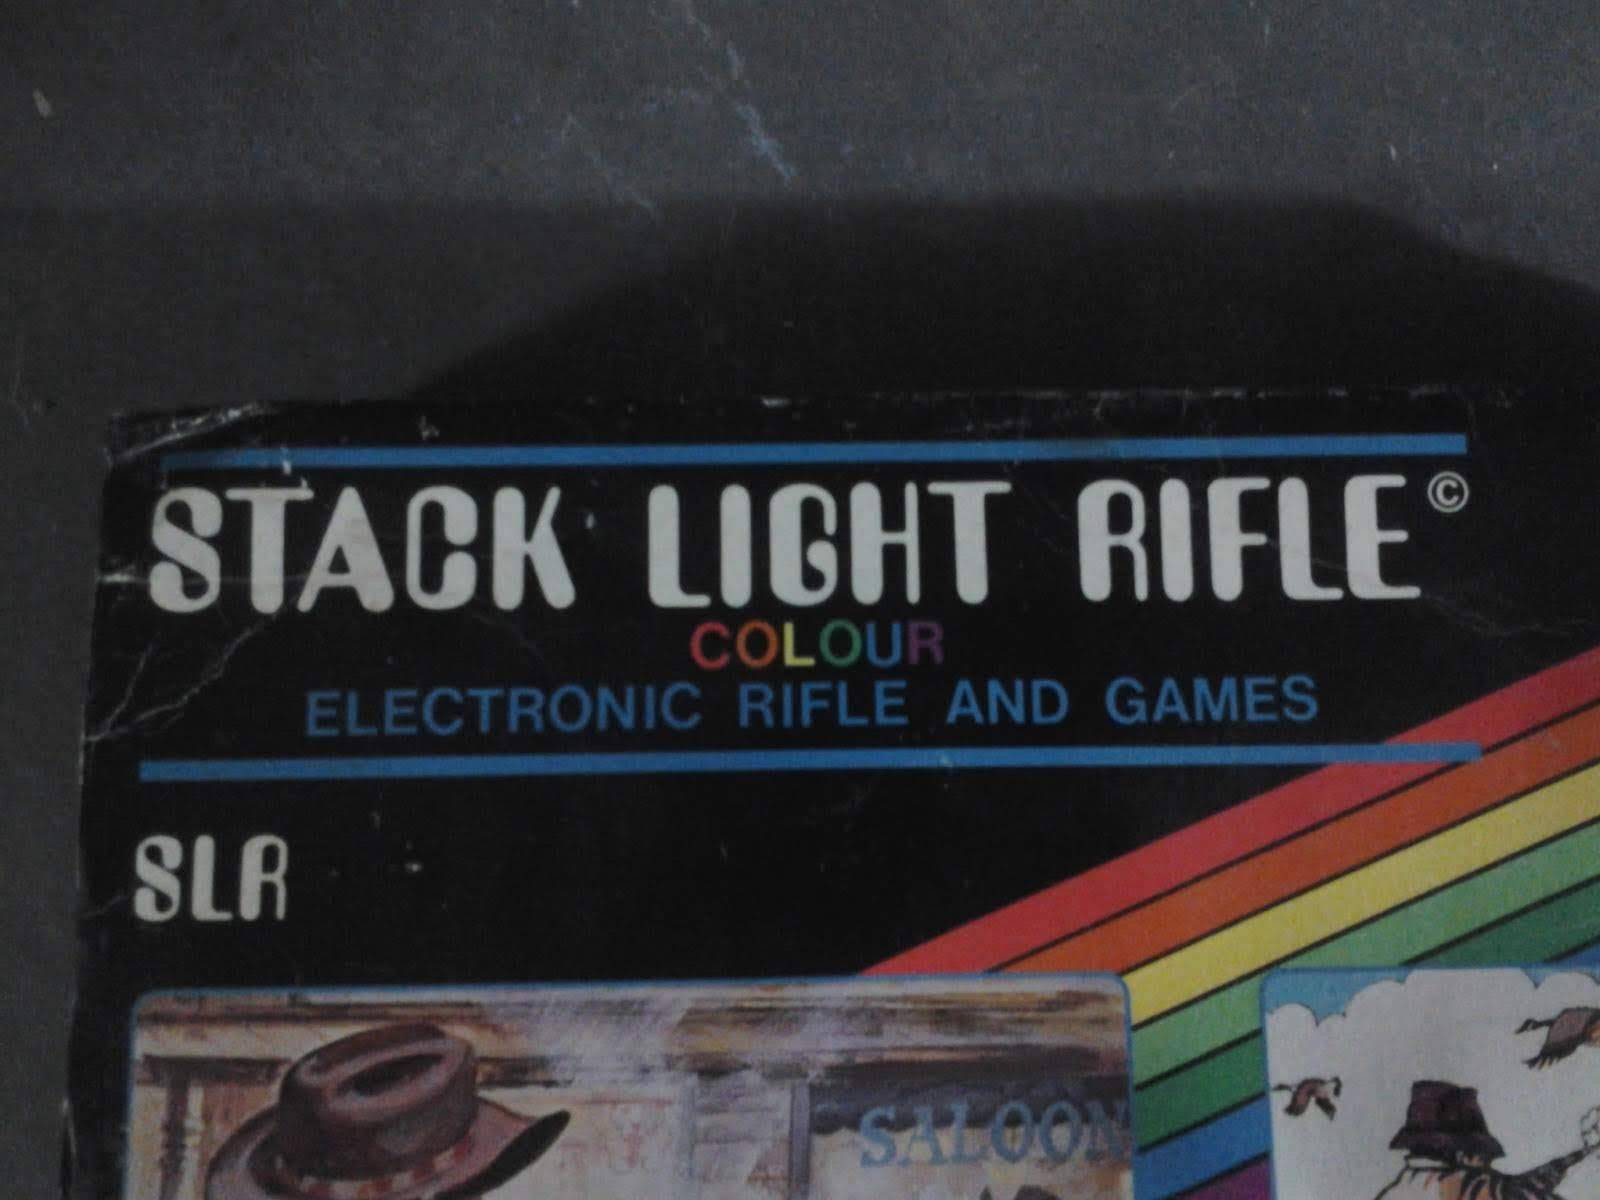 STACK LIGHT RIFLE©
COLOUR
ELECTRONIC RIFLE AND GAMES
SLR
SALOON